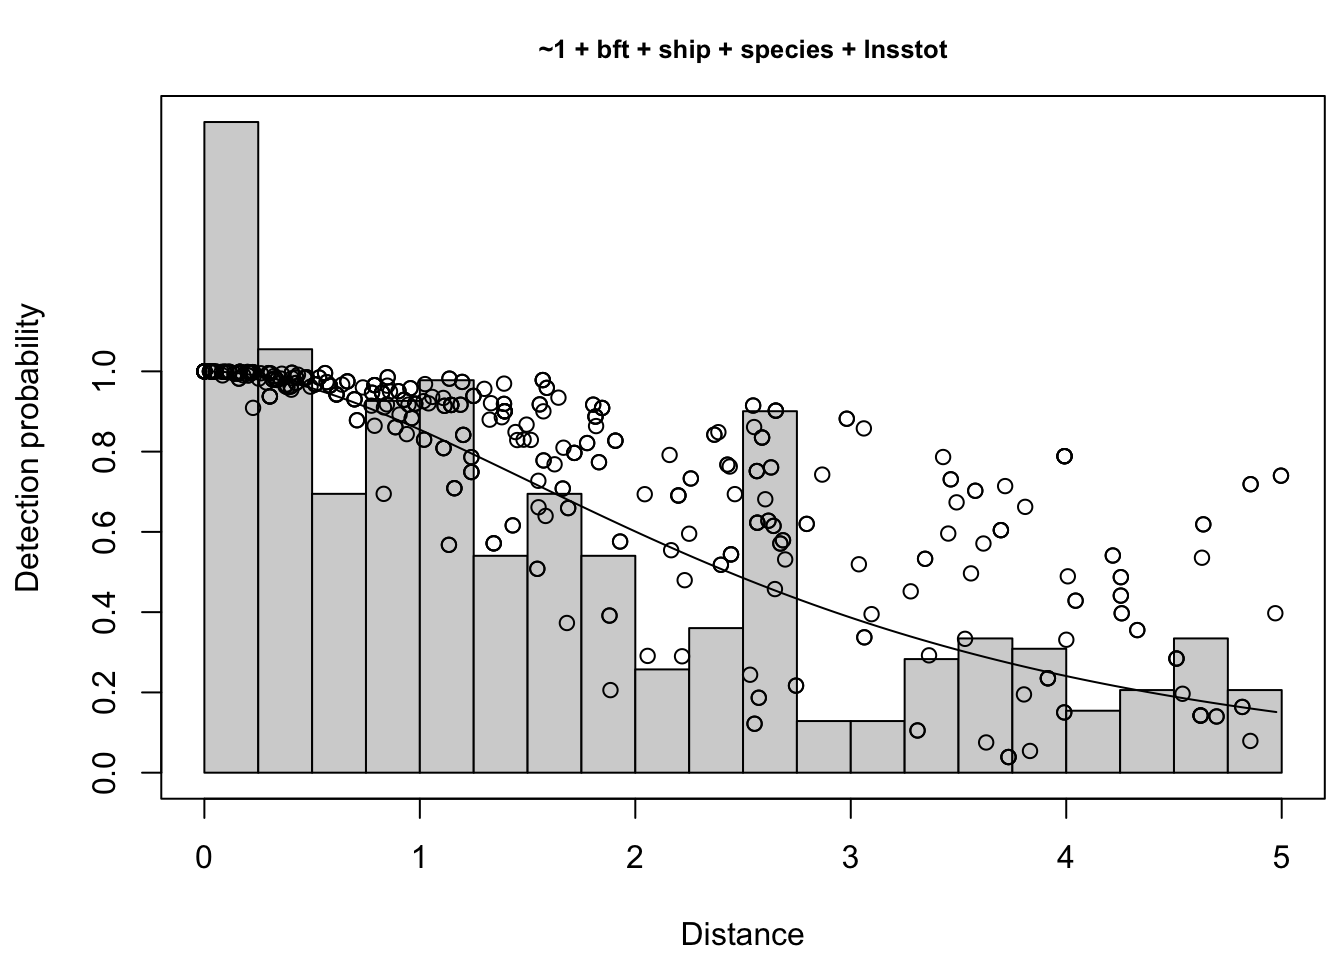 ~1 + bft + ship + species + lnsstot
Detection probability
1.0
0.8
0.6
0.4
0.2
0.0
0 1 2 3 4 5
Distance